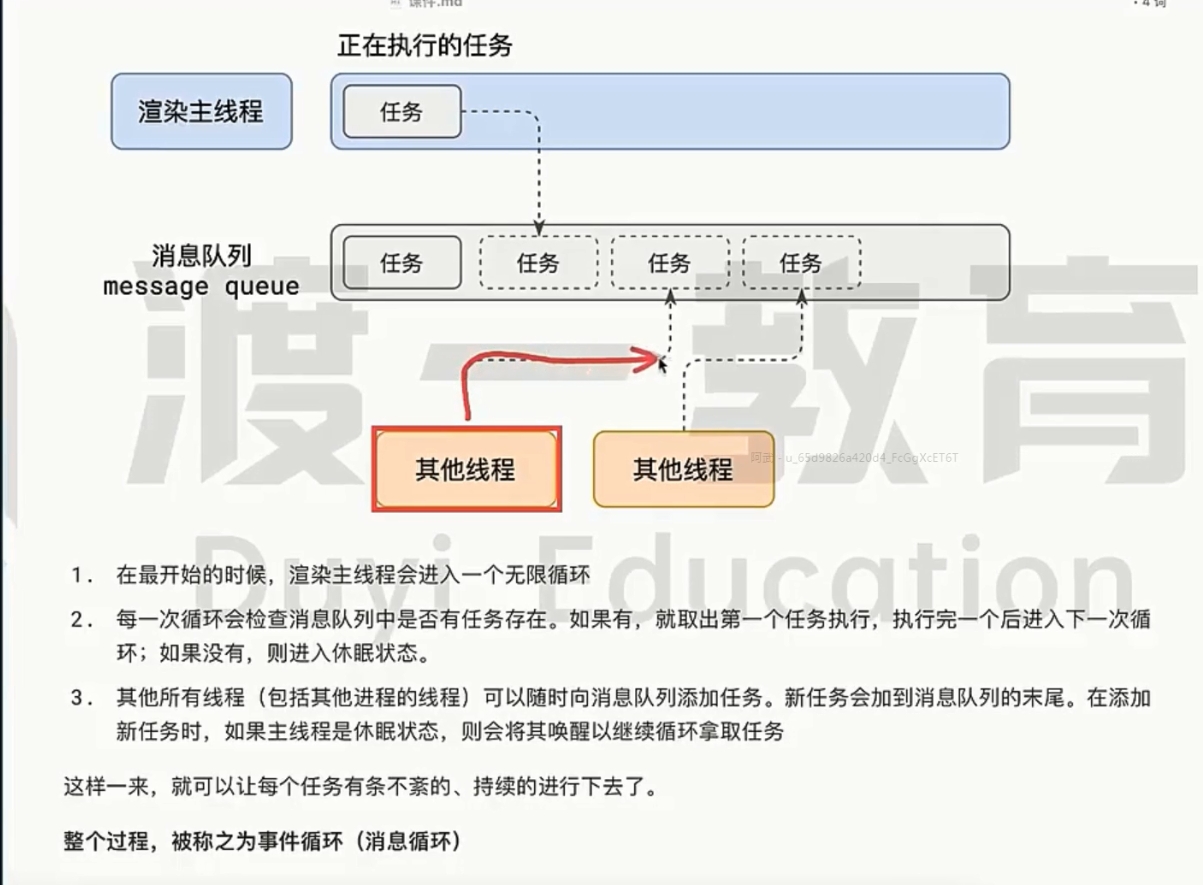 课件.md
• 4 词
正在执行的任务
渲染主线程
任务
消息队列
message queue
任务 任务 任务 任务
其他线程 其他线程
渡一教育
Duyi Education
1. 在最开始的时候，渲染主线程会进入一个无限循环
2. 每一次循环会检查消息队列中是否有任务存在。如果有，就取出第一个任务执行，执行完一个后进入下一次循
环；如果没有，则进入休眠状态。
3. 其他所有线程（包括其他进程的线程）可以随时向消息队列添加任务。新任务会加到消息队列的末尾。在添加
新任务时，如果主线程是休眠状态，则会将其唤醒以继续循环拿取任务
这样一来，就可以让每个任务有条不紊的、持续的进行下去了。
整个过程，被称之为事件循环（消息循环）